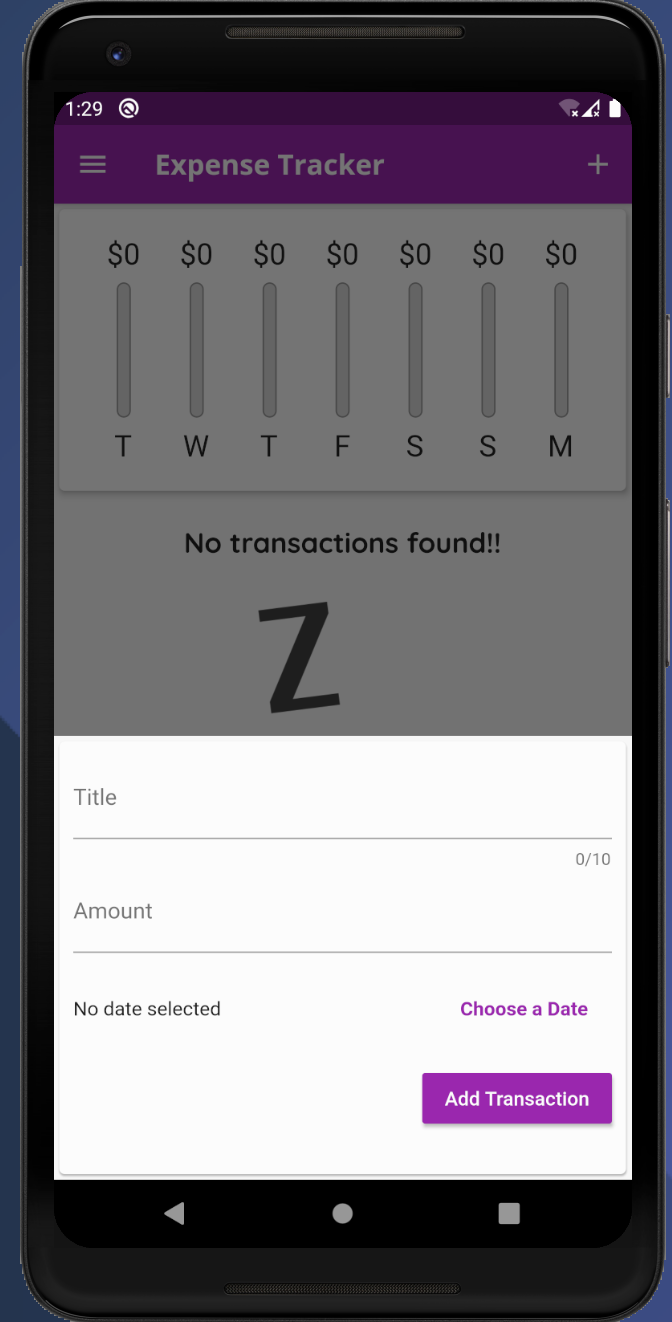 1:29
Expense Tracker
$0 $0 $0 $0 $0 $0 $0
T W T F S S M
No transactions found!!
Z
Title
0/10
Amount
No date selected Choose a Date
Add Transaction